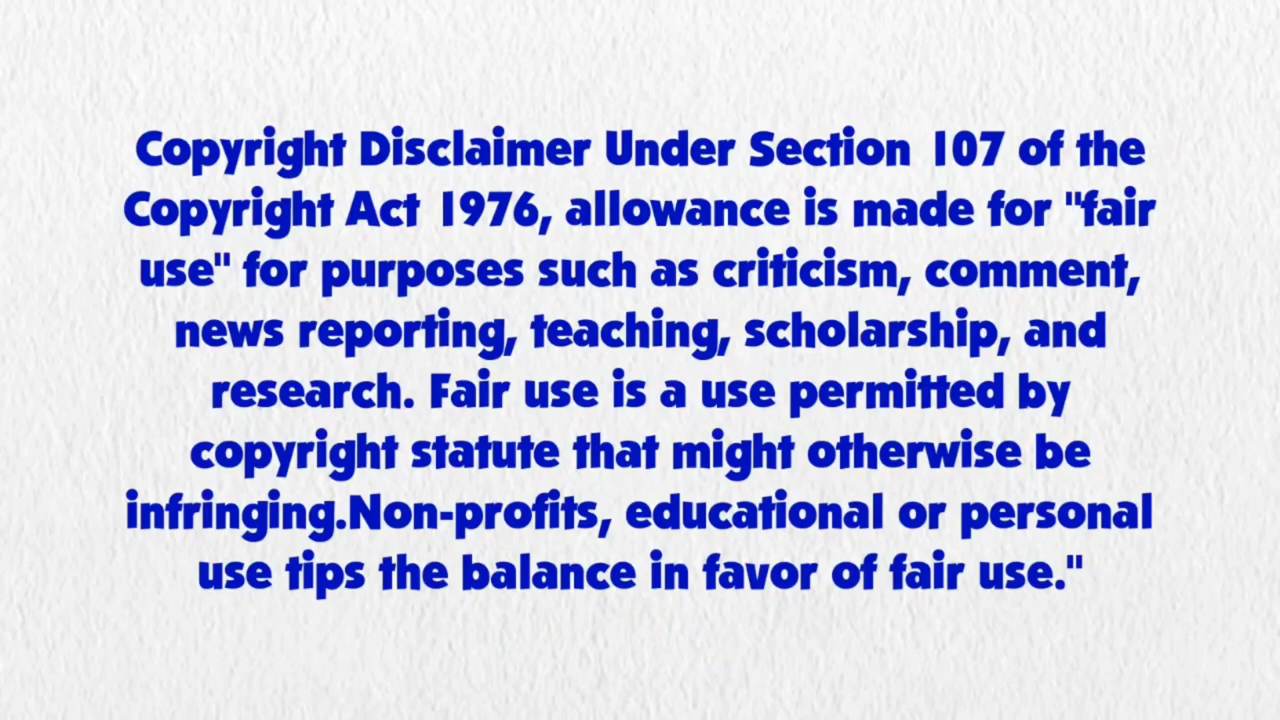 Copyright Disclaimer Under Section 107 of the
Copyright Act 1976, allowance is made for "fair
use" for purposes such as criticism, comment,
news reporting, teaching, scholarship, and
research. Fair use is a use permitted by
copyright statute that might otherwise be
infringing.Non-profits, educational or personal
use tips the balance in favor of fair use."